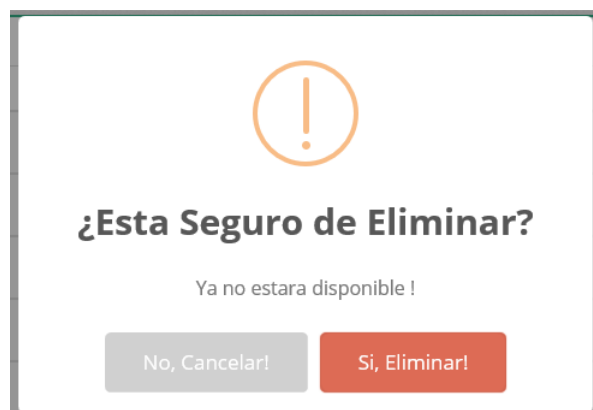 ¿Esta Seguro de Eliminar?
Ya no estara disponible !
No, Cancelar!
Si, Eliminar!